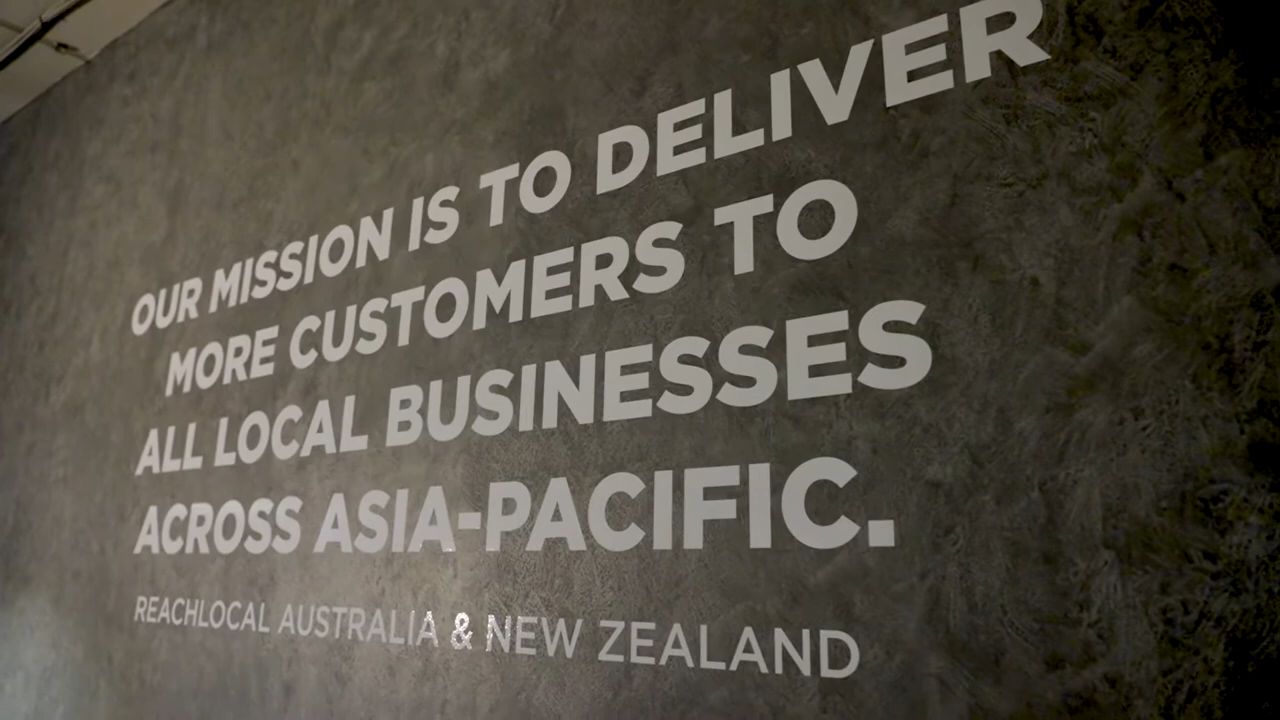 OUR MISSION IS TO DELIVER
MORE CUSTOMERS TO
ALL LOCAL BUSINESSES
ACROSS ASIA-PACIFIC.
REACHLOCAL AUSTRALIA & NEW ZEALAND